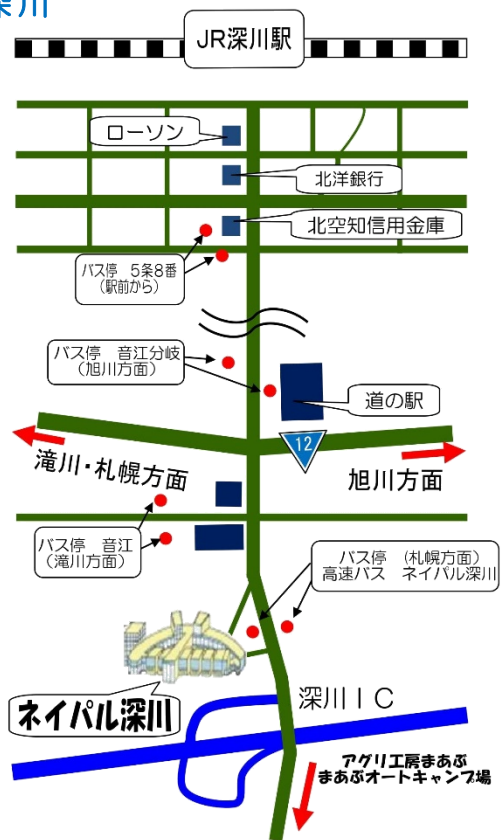 深川
JR深川駅
ローソン
北洋銀行
北空知信用金庫
バス停 5条8番
(駅前から)
バス停 音江分岐
(旭川方面)
道の駅
12
滝川・札幌方面
旭川方面
バス停 音江
(滝川方面)
バス停 (札幌方面)
高速バス ネイパル深川
ネイパル深川
深川IC
アグリ工房まあぶ
まあぶオートキャンプ場